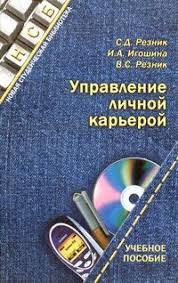 НСБ
НОВАЯ СТУДЕНЧЕСКАЯ БИБЛИОТЕКА
С.Д. Резник
И.А. Игошина
В.С. Резник
Управление
личной
карьерой
УЧЕБНОЕ
ПОСОБИЕ